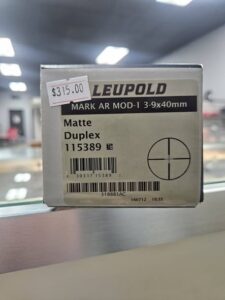 $315.00
LEUPOLD
MARK AR MOD-1 3-9x40mm
Matte
Duplex
115389